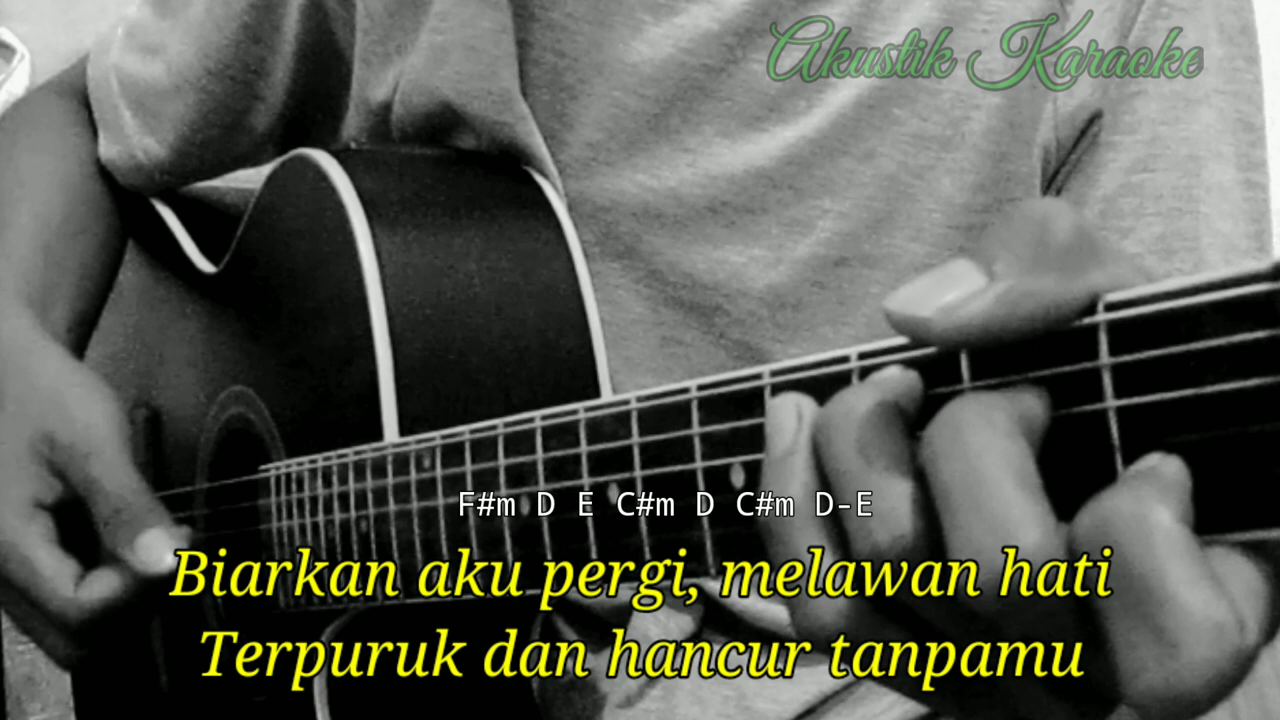 Akustik Karaoke
F#m D E C#m D C#m D-E
Biarkan aku pergi, melawan hati
Terpuruk dan hancur tanpamu